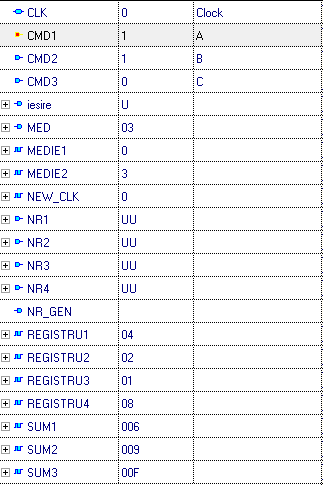 CLK 0 Clock
CMD1 1 A
CMD2 1 B
CMD3 0 C
iesire U
MED 03
MEDIE1 0
MEDIE2 3
NEW_CLK 0
NR1 UU
NR2 UU
NR3 UU
NR4 UU
NR_GEN
REGISTRU1 04
REGISTRU2 02
REGISTRU3 01
REGISTRU4 08
SUM1 006
SUM2 009
SUM3 00F